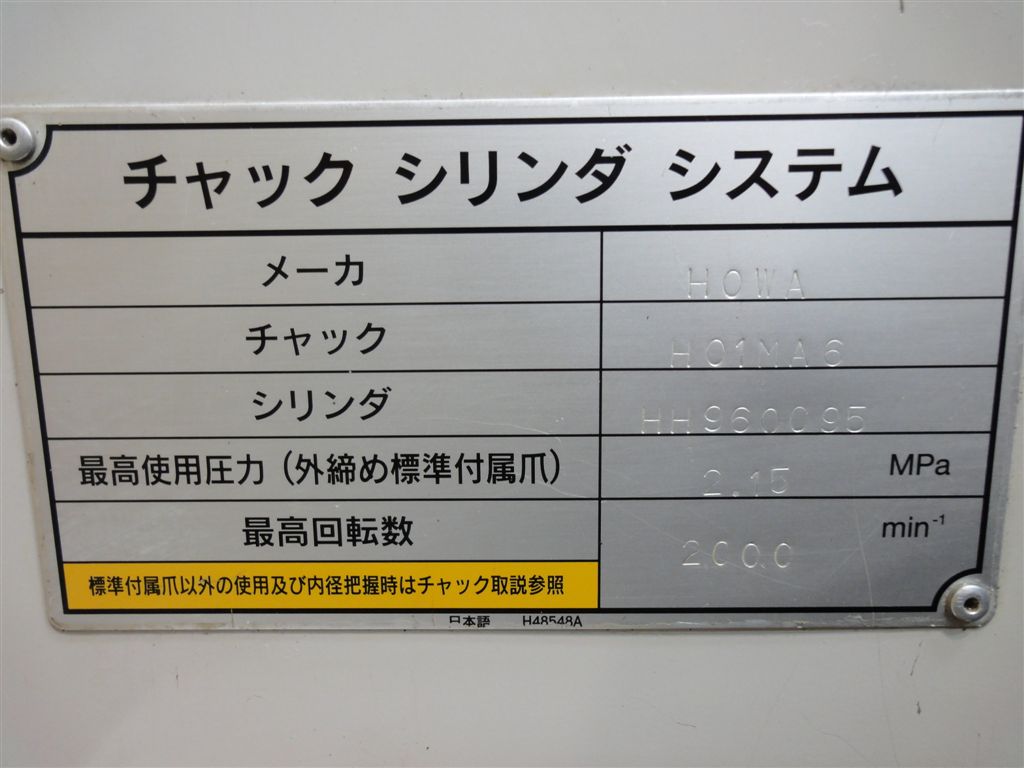 チャック シリンダ システム
メーカ HOWA
チャック H01MA6
シリンダ HH960C95
最高使用圧力（外締め標準付属爪） 2.15 MPa
最高回転数 2000 min⁻¹
標準付属爪以外の使用及び内径把握時はチャック取説参照
日本語 H48548A